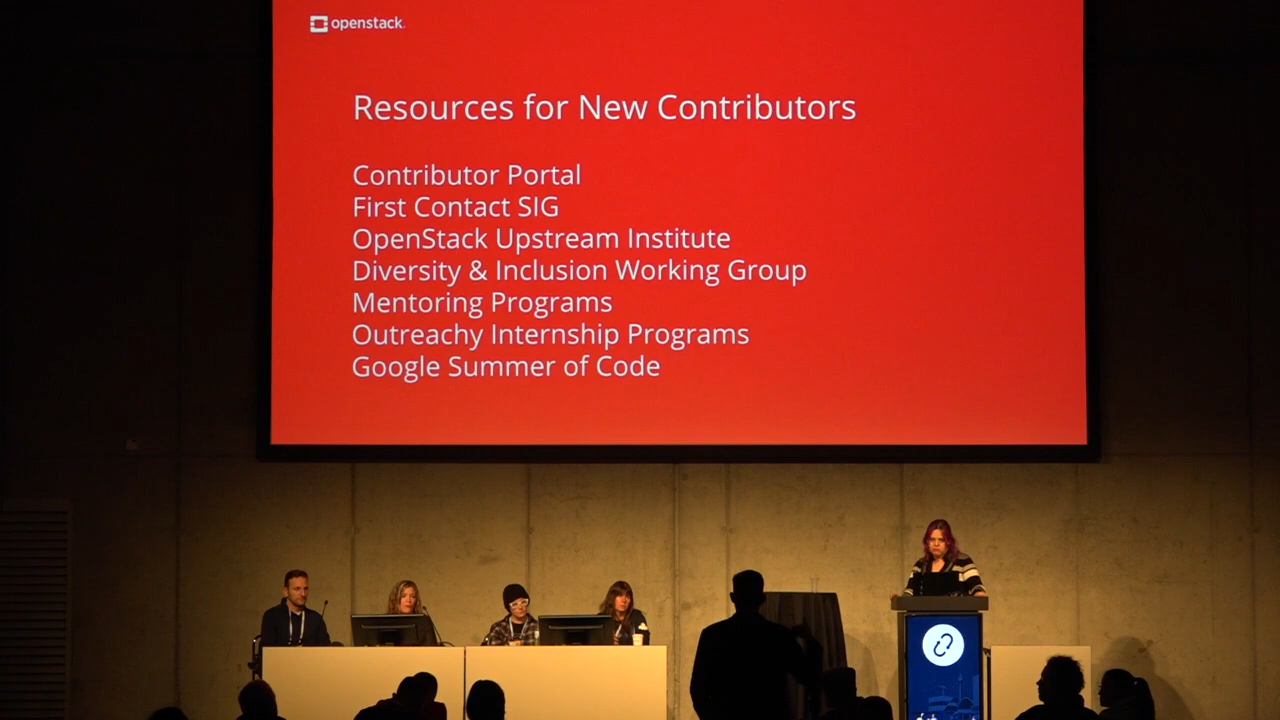 openstack.
Resources for New Contributors
Contributor Portal
First Contact SIG
OpenStack Upstream Institute
Diversity & Inclusion Working Group
Mentoring Programs
Outreachy Internship Programs
Google Summer of Code